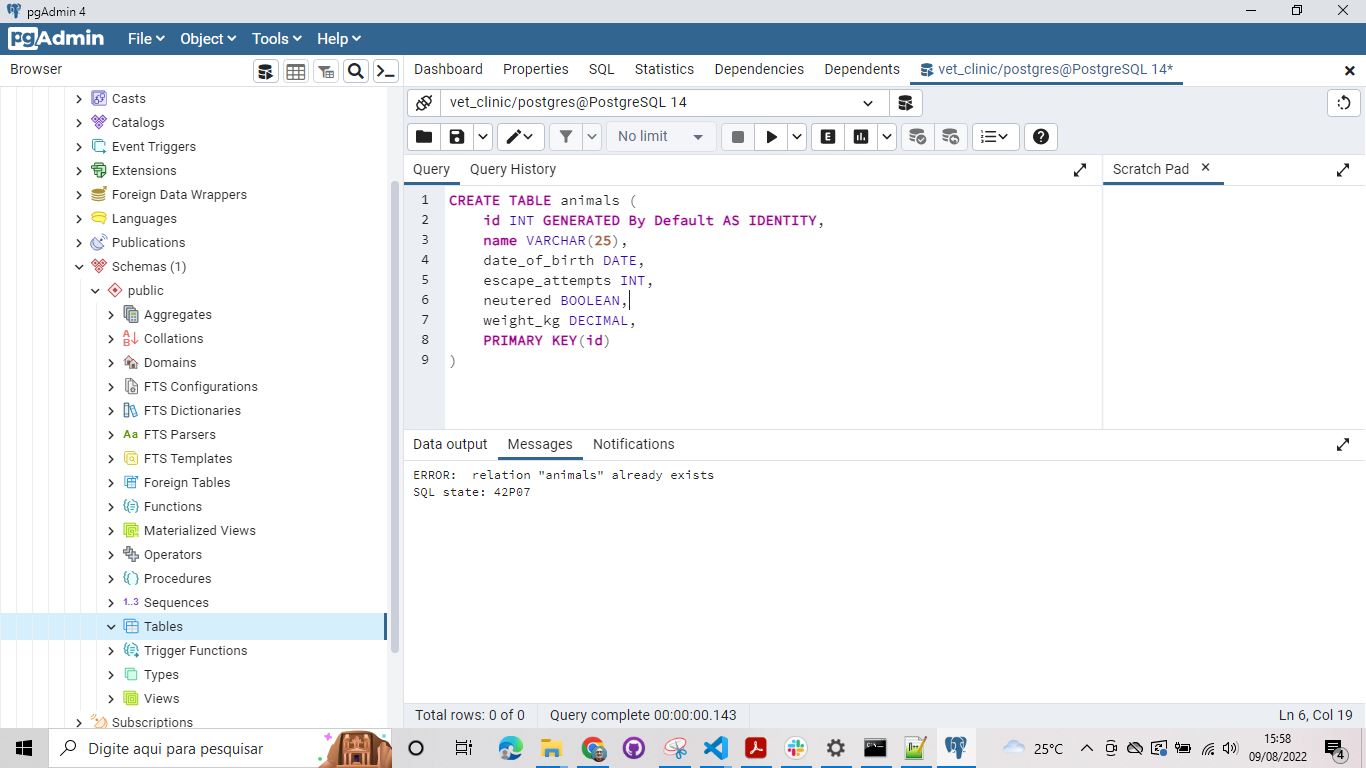 pgAdmin 4
pgAdmin
File
Object
Tools
Help
Browser
Dashboard
Properties
SQL
Statistics
Dependencies
Dependents
vet_clinic/postgres@PostgreSQL 14*
Casts
Catalogs
Event Triggers
Extensions
Foreign Data Wrappers
Languages
Publications
Schemas (1)
public
Aggregates
Collations
Domains
FTS Configurations
FTS Dictionaries
Aa FTS Parsers
FTS Templates
Foreign Tables
Functions
Materialized Views
Operators
Procedures
1..3 Sequences
Tables
Trigger Functions
Types
Views
Subscriptions
vet_clinic/postgres@PostgreSQL 14
No limit
E
Query
Query History
Scratch Pad
1 CREATE TABLE animals (
2 id INT GENERATED By Default AS IDENTITY,
3 name VARCHAR(25),
4 date_of_birth DATE,
5 escape_attempts INT,
6 neutered BOOLEAN,
7 weight_kg DECIMAL,
8 PRIMARY KEY(id)
9 )
Data output
Messages
Notifications
ERROR:  relation "animals" already exists
SQL state: 42P07
Total rows: 0 of 0
Query complete 00:00:00.143
Ln 6, Col 19
Digite aqui para pesquisar
25°C
15:58
09/08/2022
4